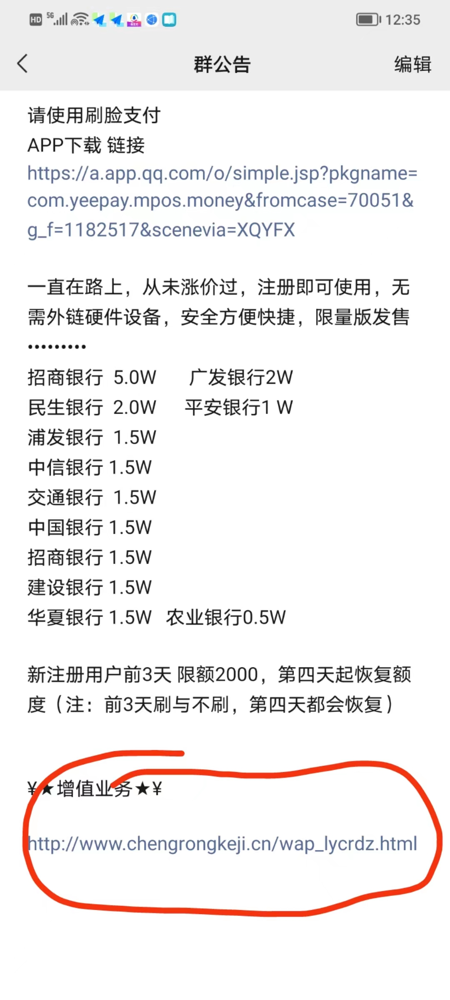 HD 5G 12:35
群公告 编辑
请使用刷脸支付
APP下载 链接
https://a.app.qq.com/o/simple.jsp?pkgname=
com.yeepay.mpos.money&fromcase=70051&
g_f=1182517&scenevia=XQYFX
一直在路上，从未涨价过，注册即可使用，无
需外链硬件设备，安全方便快捷，限量版发售
•••••••••
招商银行 5.0W 广发银行2W
民生银行 2.0W 平安银行1 W
浦发银行 1.5W
中信银行 1.5W
交通银行 1.5W
中国银行 1.5W
招商银行 1.5W
建设银行 1.5W
华夏银行 1.5W 农业银行0.5W
新注册用户前3天 限额2000，第四天起恢复额
度（注：前3天刷与不刷，第四天都会恢复）
¥★增值业务★¥
http://www.chengrongkeji.cn/wap_lycrdz.html